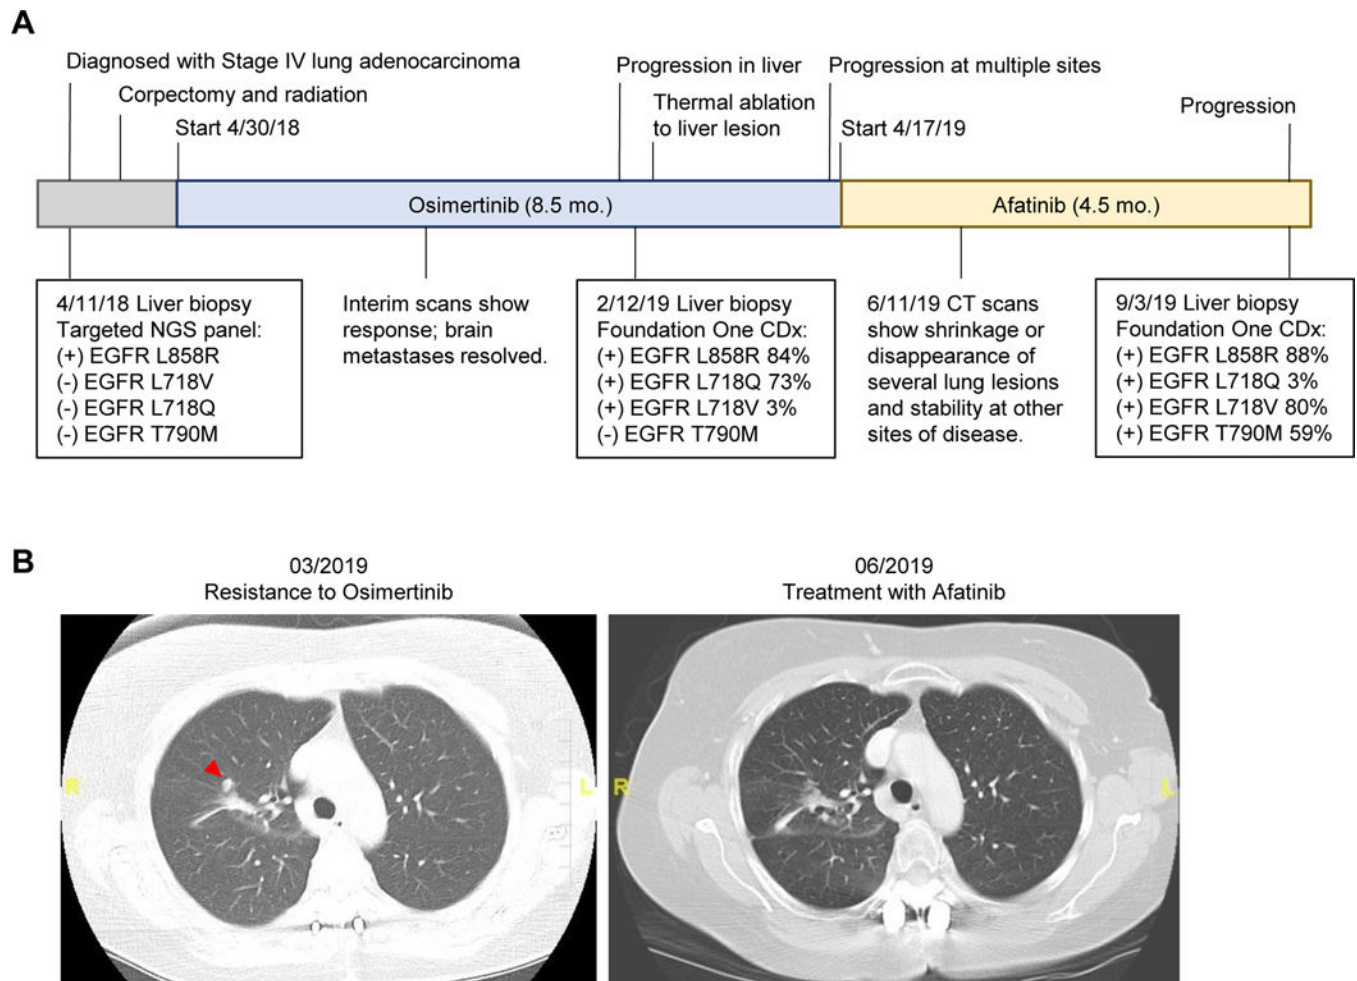 A
Diagnosed with Stage IV lung adenocarcinoma
Corpectomy and radiation
Start 4/30/18
Progression in liver
Thermal ablation
to liver lesion
Progression at multiple sites
Start 4/17/19
Progression
Osimertinib (8.5 mo.)
Afatinib (4.5 mo.)
4/11/18 Liver biopsy
Targeted NGS panel:
(+) EGFR L858R
(-) EGFR L718V
(-) EGFR L718Q
(-) EGFR T790M
Interim scans show
response; brain
metastases resolved.
2/12/19 Liver biopsy
Foundation One CDx:
(+) EGFR L858R 84%
(+) EGFR L718Q 73%
(+) EGFR L718V 3%
(-) EGFR T790M
6/11/19 CT scans
show shrinkage or
disappearance of
several lung lesions
and stability at other
sites of disease.
9/3/19 Liver biopsy
Foundation One CDx:
(+) EGFR L858R 88%
(+) EGFR L718Q 3%
(+) EGFR L718V 80%
(+) EGFR T790M 59%
B
03/2019
Resistance to Osimertinib
06/2019
Treatment with Afatinib
R
L
R
L